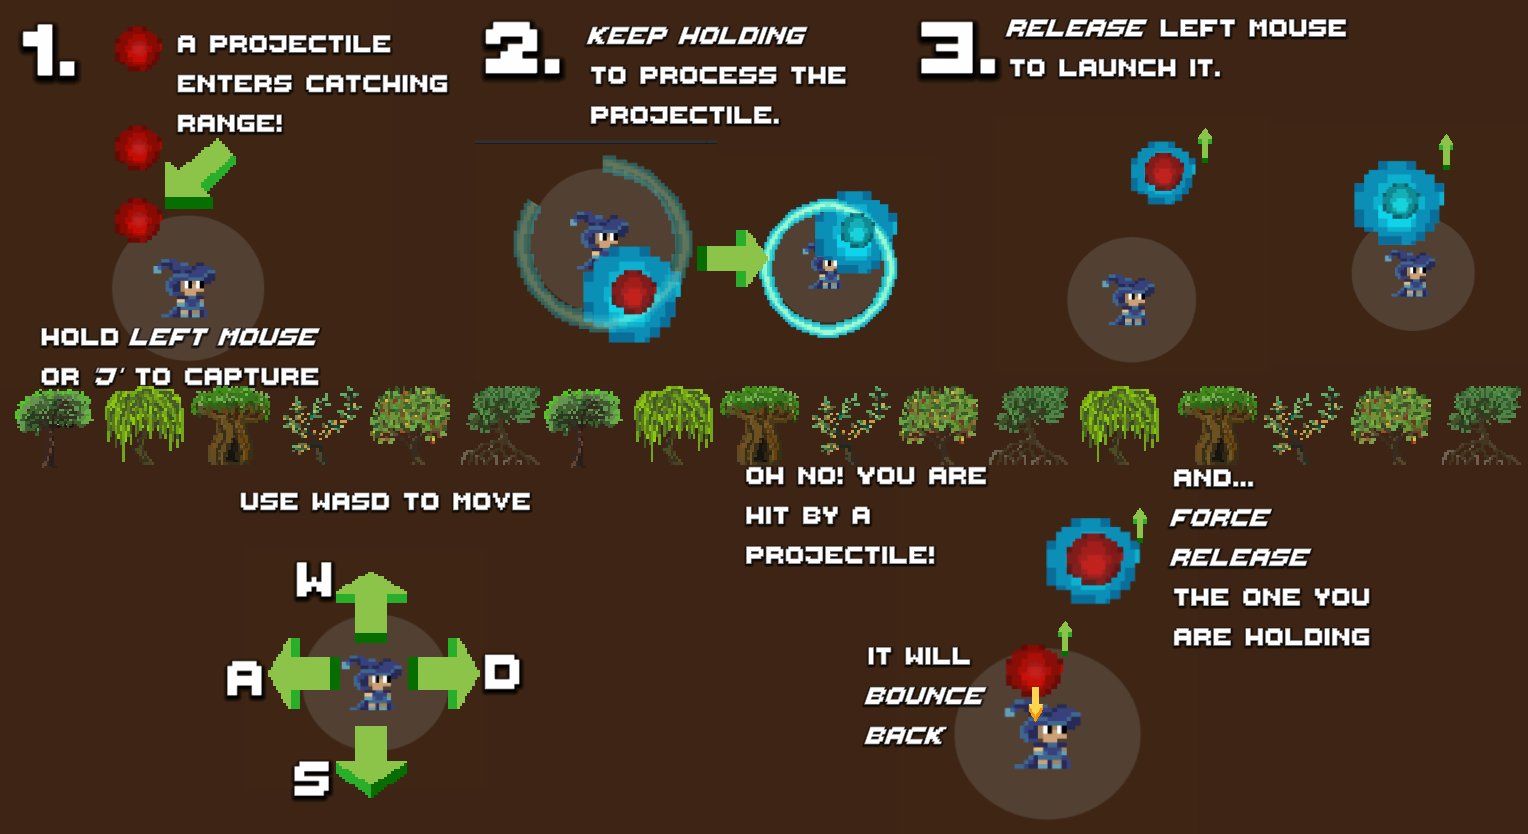 1.
A PROJECTILE
ENTERS CATCHING
RANGE!
HOLD LEFT MOUSE
OR 'J' TO CAPTURE
2.
KEEP HOLDING
TO PROCESS THE
PROJECTILE.
3.
RELEASE LEFT MOUSE
TO LAUNCH IT.
USE WASD TO MOVE
W
A
D
S
OH NO! YOU ARE
HIT BY A
PROJECTILE!
IT WILL
BOUNCE
BACK
AND...
FORCE
RELEASE
THE ONE YOU
ARE HOLDING